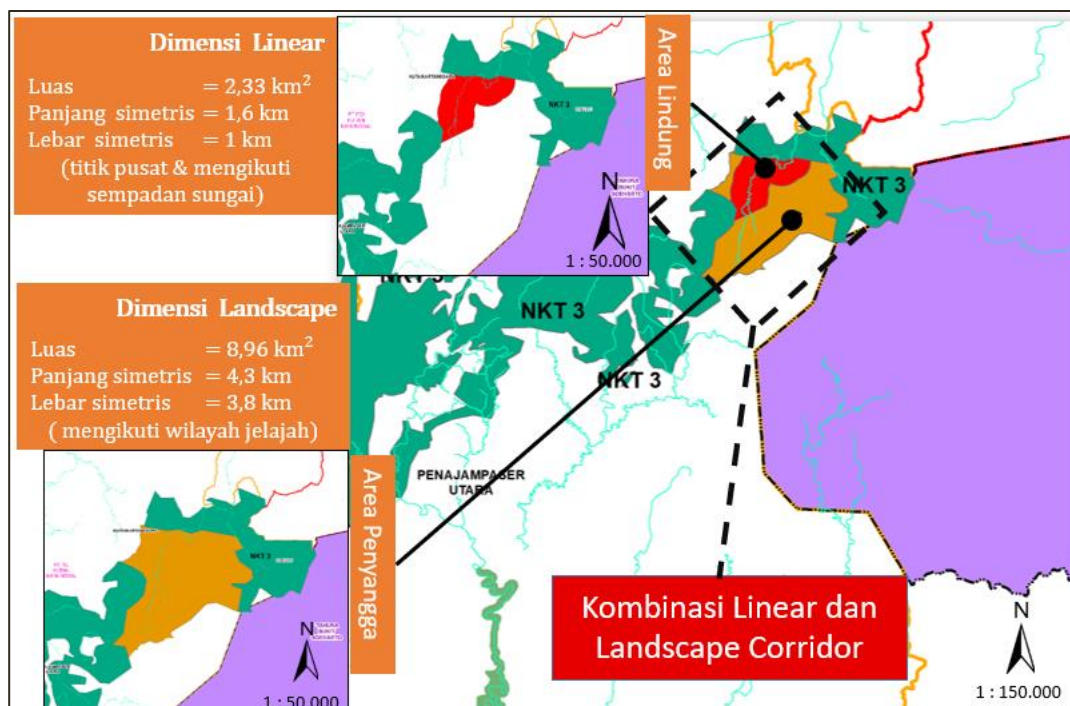 Dimensi Linear
Luas = 2,33 km²
Panjang simetris = 1,6 km
Lebar simetris = 1 km
(titik pusat & mengikuti
sempadan sungai)
NKT 3
N
1 : 50.000
Area Lindung
NKT 3
NKT 3
NKT 3
NKT 3
PENAJAMPASER
UTARA
Dimensi Landscape
Luas = 8,96 km²
Panjang simetris = 4,3 km
Lebar simetris = 3,8 km
( mengikuti wilayah jelajah)
NKT 3
N
1 : 50.000
Area Penyangga
Kombinasi Linear dan
Landscape Corridor
N
1 : 150.000